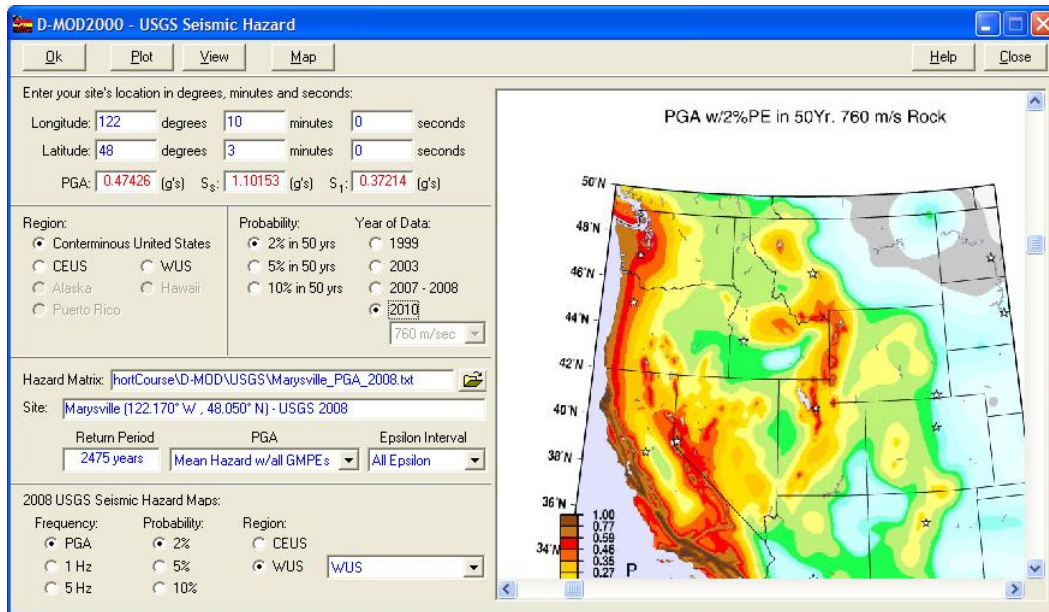 D-MOD2000 - USGS Seismic Hazard
Ok Plot View Map Help Close
Enter your site's location in degrees, minutes and seconds:
Longitude: 122 degrees 10 minutes 0 seconds
Latitude: 48 degrees 3 minutes 0 seconds
PGA: 0.47426 (g's) Ss: 1.10153 (g's) S1: 0.37214 (g's)
Region:
Conterminous United States
CEUS WUS
Alaska Hawaii
Puerto Rico
Probability:
2% in 50 yrs
5% in 50 yrs
10% in 50 yrs
Year of Data:
1999
2003
2007 - 2008
2010
760 m/sec
Hazard Matrix: hortCourse\D-MOD\USGS\Marysville_PGA_2008.txt
Site: Marysville (122.170° W , 48.050° N) - USGS 2008
Return Period PGA Epsilon Interval
2475 years Mean Hazard w/all GMPEs All Epsilon
2008 USGS Seismic Hazard Maps:
Frequency: Probability: Region:
PGA 2% CEUS
1 Hz 5% WUS WUS
5 Hz 10%
PGA w/2%PE in 50Yr. 760 m/s Rock
50°N
48°N
46°N
44°N
42°N
40°N
38°N
36°N
34°N
1.00
0.77
0.59
0.46
0.35
0.27
P